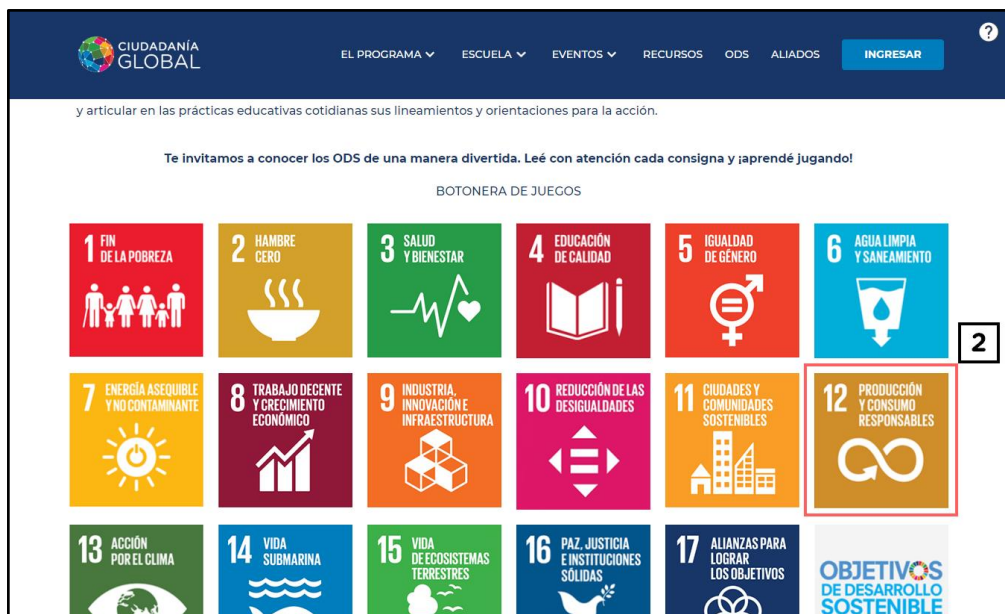 CIUDADANÍA
GLOBAL
EL PROGRAMA
ESCUELA
EVENTOS
RECURSOS
ODS
ALIADOS
INGRESAR
?
y articular en las prácticas educativas cotidianas sus lineamientos y orientaciones para la acción.
Te invitamos a conocer los ODS de una manera divertida. Leé con atención cada consigna y ¡aprendé jugando!
BOTONERA DE JUEGOS
1 FIN
DE LA POBREZA
2 HAMBRE
CERO
3 SALUD
Y BIENESTAR
4 EDUCACIÓN
DE CALIDAD
5 IGUALDAD
DE GÉNERO
6 AGUA LIMPIA
Y SANEAMIENTO
2
7 ENERGÍA ASEQUIBLE
Y NO CONTAMINANTE
8 TRABAJO DECENTE
Y CRECIMIENTO
ECONÓMICO
9 INDUSTRIA,
INNOVACIÓN E
INFRAESTRUCTURA
10 REDUCCIÓN DE LAS
DESIGUALDADES
11 CIUDADES Y
COMUNIDADES
SOSTENIBLES
12 PRODUCCIÓN
Y CONSUMO
RESPONSABLES
13 ACCIÓN
POR EL CLIMA
14 VIDA
SUBMARINA
15 VIDA
DE ECOSISTEMAS
TERRESTRES
16 PAZ, JUSTICIA
E INSTITUCIONES
SÓLIDAS
17 ALIANZAS PARA
LOGRAR
LOS OBJETIVOS
OBJETIVOS
DE DESARROLLO
SOSTENIBLE